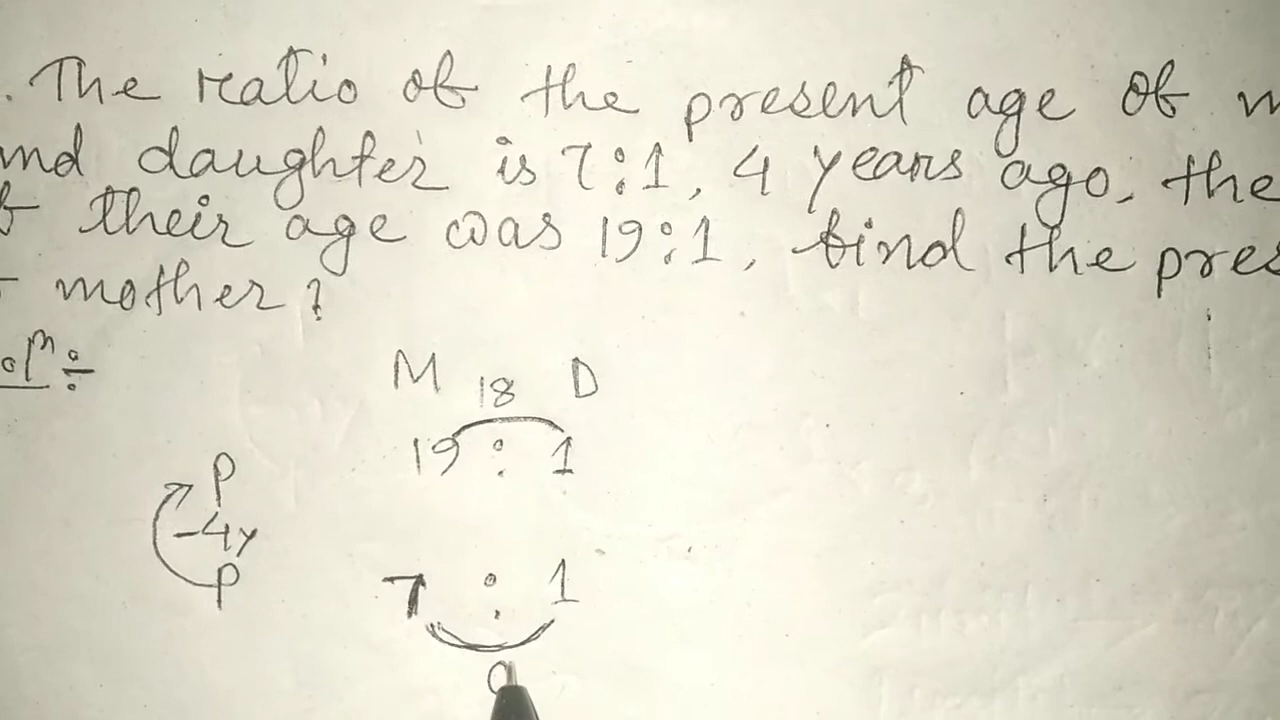 . The ratio of the present age of m
and daughter is 7:1, 4 years ago, the
their age was 19:1, find the pres
mother?
olⁿ÷
M 18 D
19 : 1
P
-4y
P
7 : 1